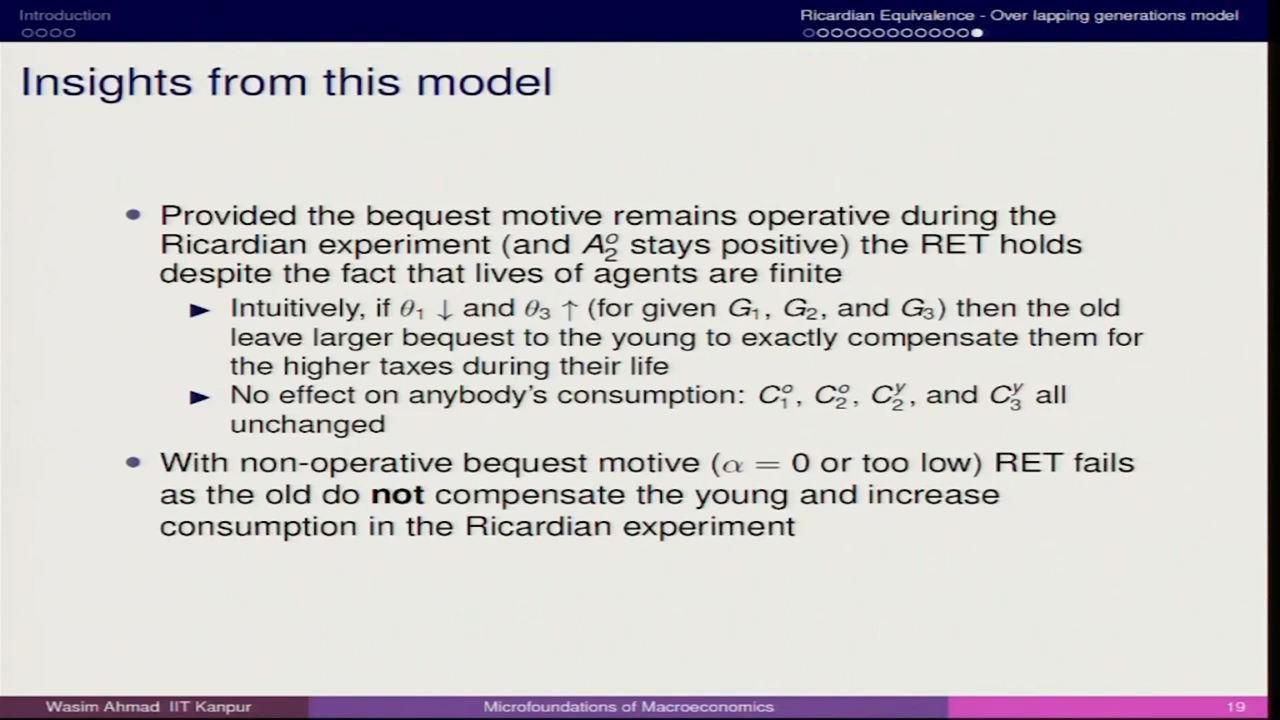 Introduction
Ricardian Equivalence - Over lapping generations model
Insights from this model
• Provided the bequest motive remains operative during the
Ricardian experiment (and A₂ᵒ stays positive) the RET holds
despite the fact that lives of agents are finite
► Intuitively, if θ₁ ↓ and θ₃ ↑ (for given G₁, G₂, and G₃) then the old
leave larger bequest to the young to exactly compensate them for
the higher taxes during their life
► No effect on anybody's consumption: C₁ᵒ, C₂ᵒ, C₂ʸ, and C₃ʸ all
unchanged
• With non-operative bequest motive (α = 0 or too low) RET fails
as the old do not compensate the young and increase
consumption in the Ricardian experiment
Wasim Ahmad IIT Kanpur
Microfoundations of Macroeconomics
19